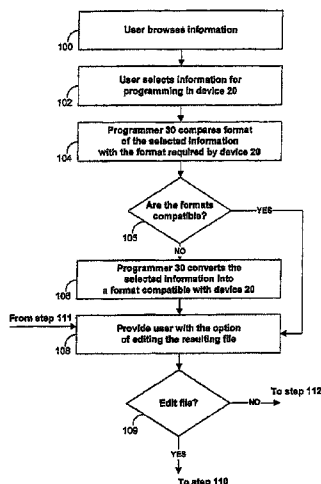 User browses information
100
User selects information for
programming in device 20
102
Programmer 30 compares format
of the selected information
with the format required by device 20
104
Are the formats
compatible?
YES
105
NO
Programmer 30 converts the
selected information into
a format compatible with device 20
106
From step 111
Provide user with the option
of editing the resulting file
108
To step 112
Edit file?
NO
109
YES
To step 110